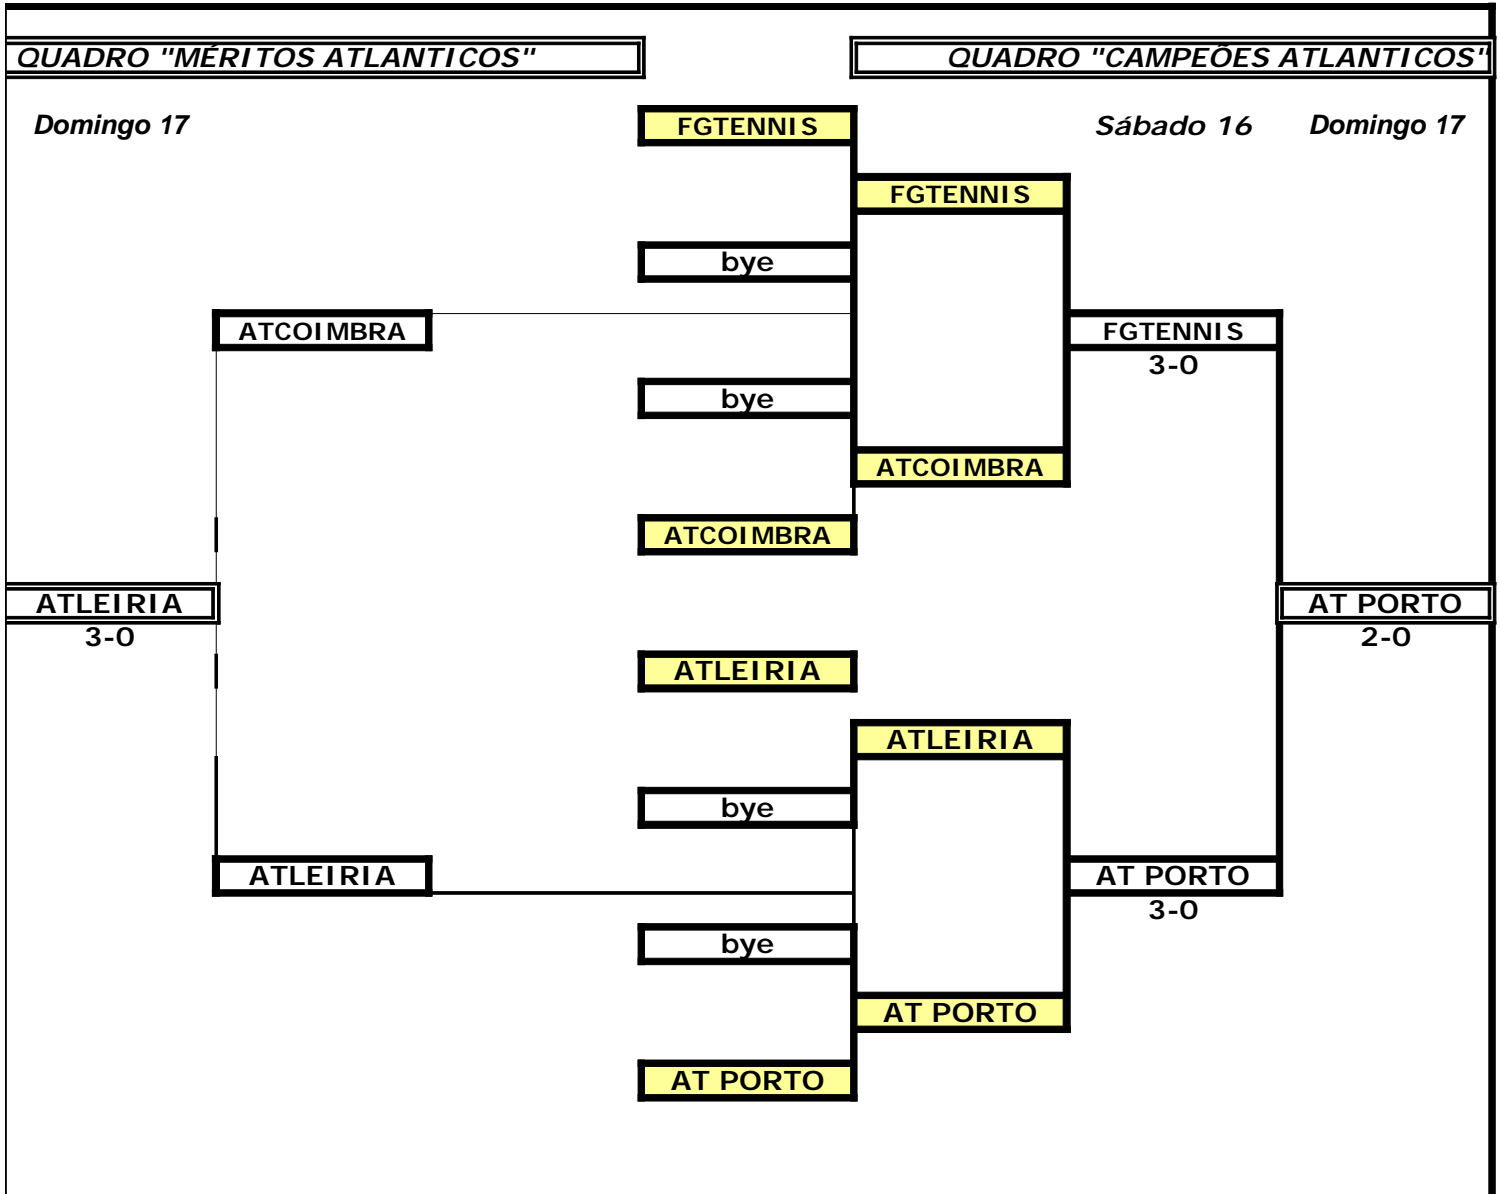 QUADRO "MÉRITOS ATLANTICOS"
QUADRO "CAMPEÕES ATLANTICOS"
Domingo 17
FGTENNIS
Sábado 16
Domingo 17
FGTENNIS
bye
ATCOIMBRA
FGTENNIS
3-0
bye
ATCOIMBRA
ATCOIMBRA
ATLEIRIA
3-0
AT PORTO
2-0
ATLEIRIA
ATLEIRIA
bye
ATLEIRIA
AT PORTO
3-0
bye
AT PORTO
AT PORTO